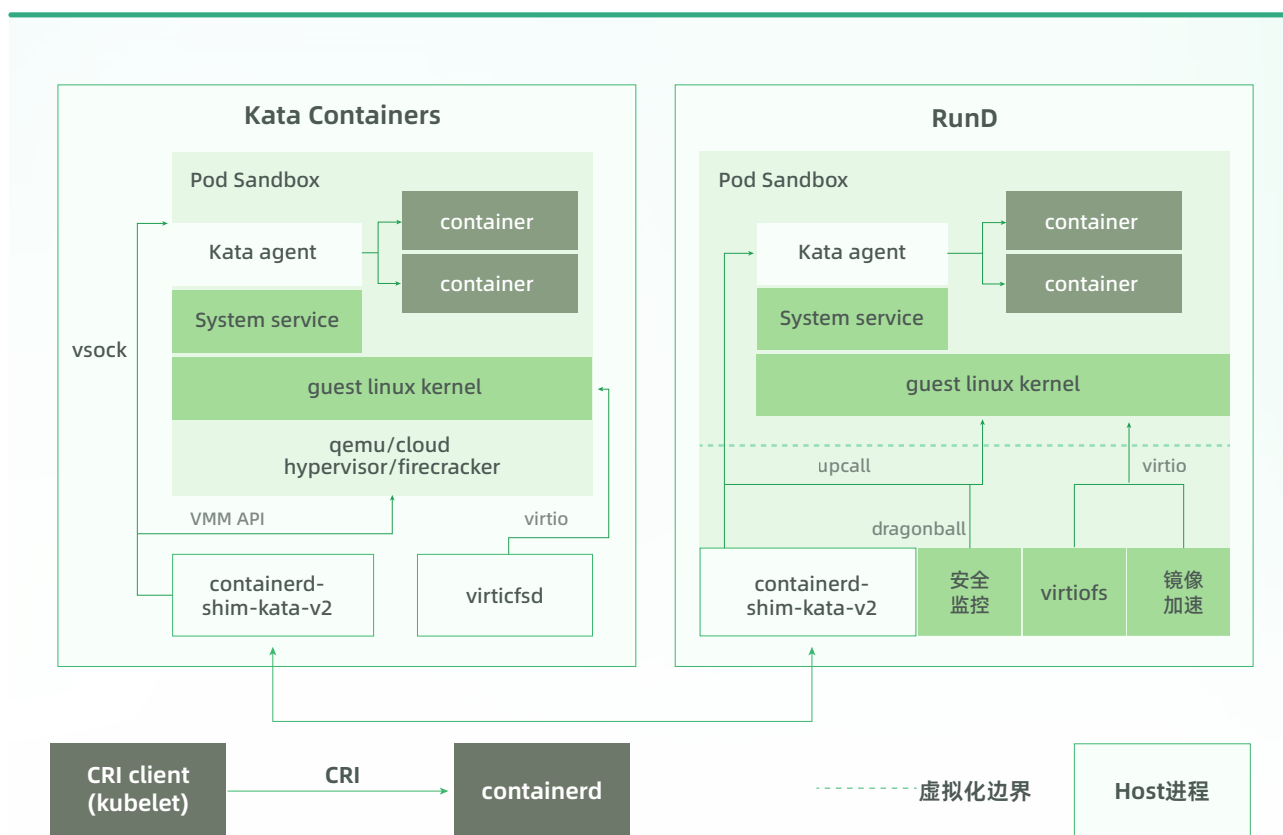 Kata Containers
Pod Sandbox
container
Kata agent
container
System service
vsock
guest linux kernel
qemu/cloud
hypervisor/firecracker
VMM API
virtio
containerd-
shim-kata-v2
virticfsd
RunD
Pod Sandbox
container
Kata agent
container
System service
guest linux kernel
upcall
virtio
dragonball
containerd-
shim-kata-v2
安全
监控
virtiofs
镜像
加速
CRI client
(kubelet)
CRI
containerd
虚拟化边界
Host进程